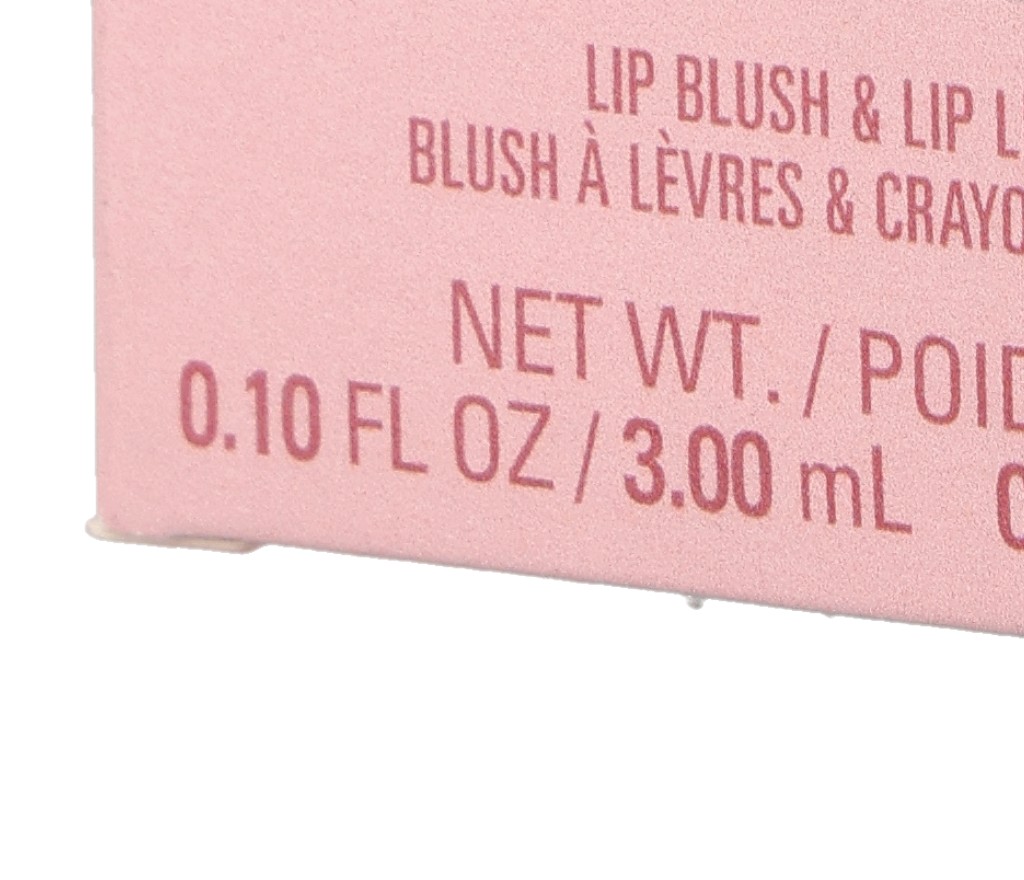 LIP BLUSH & LIP L
BLUSH À LÈVRES & CRAYO
NET WT. / POID
0.10 FL OZ / 3.00 mL